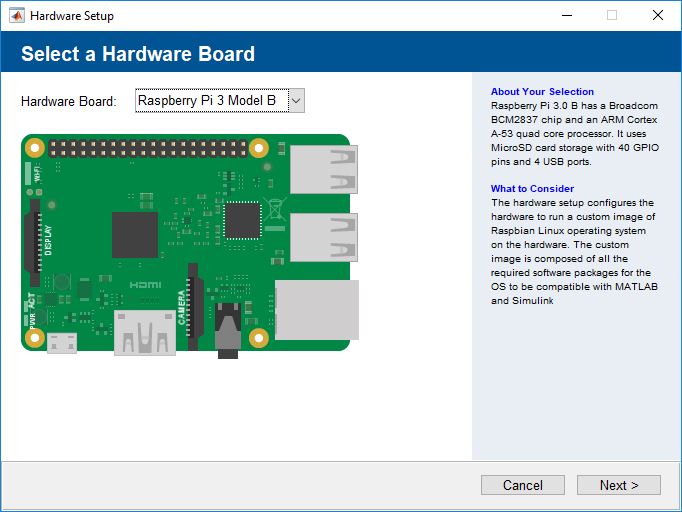 Hardware Setup
Select a Hardware Board
Hardware Board:
Raspberry Pi 3 Model B
WI-FI
DISPLAY
HDMI
CAMERA
ACT
PWR
About Your Selection
Raspberry Pi 3.0 B has a Broadcom
BCM2837 chip and an ARM Cortex
A-53 quad core processor. It uses
MicroSD card storage with 40 GPIO
pins and 4 USB ports.
What to Consider
The hardware setup configures the
hardware to run a custom image of
Raspbian Linux operating system
on the hardware. The custom
image is composed of all the
required software packages for the
OS to be compatible with MATLAB
and Simulink
Cancel
Next >